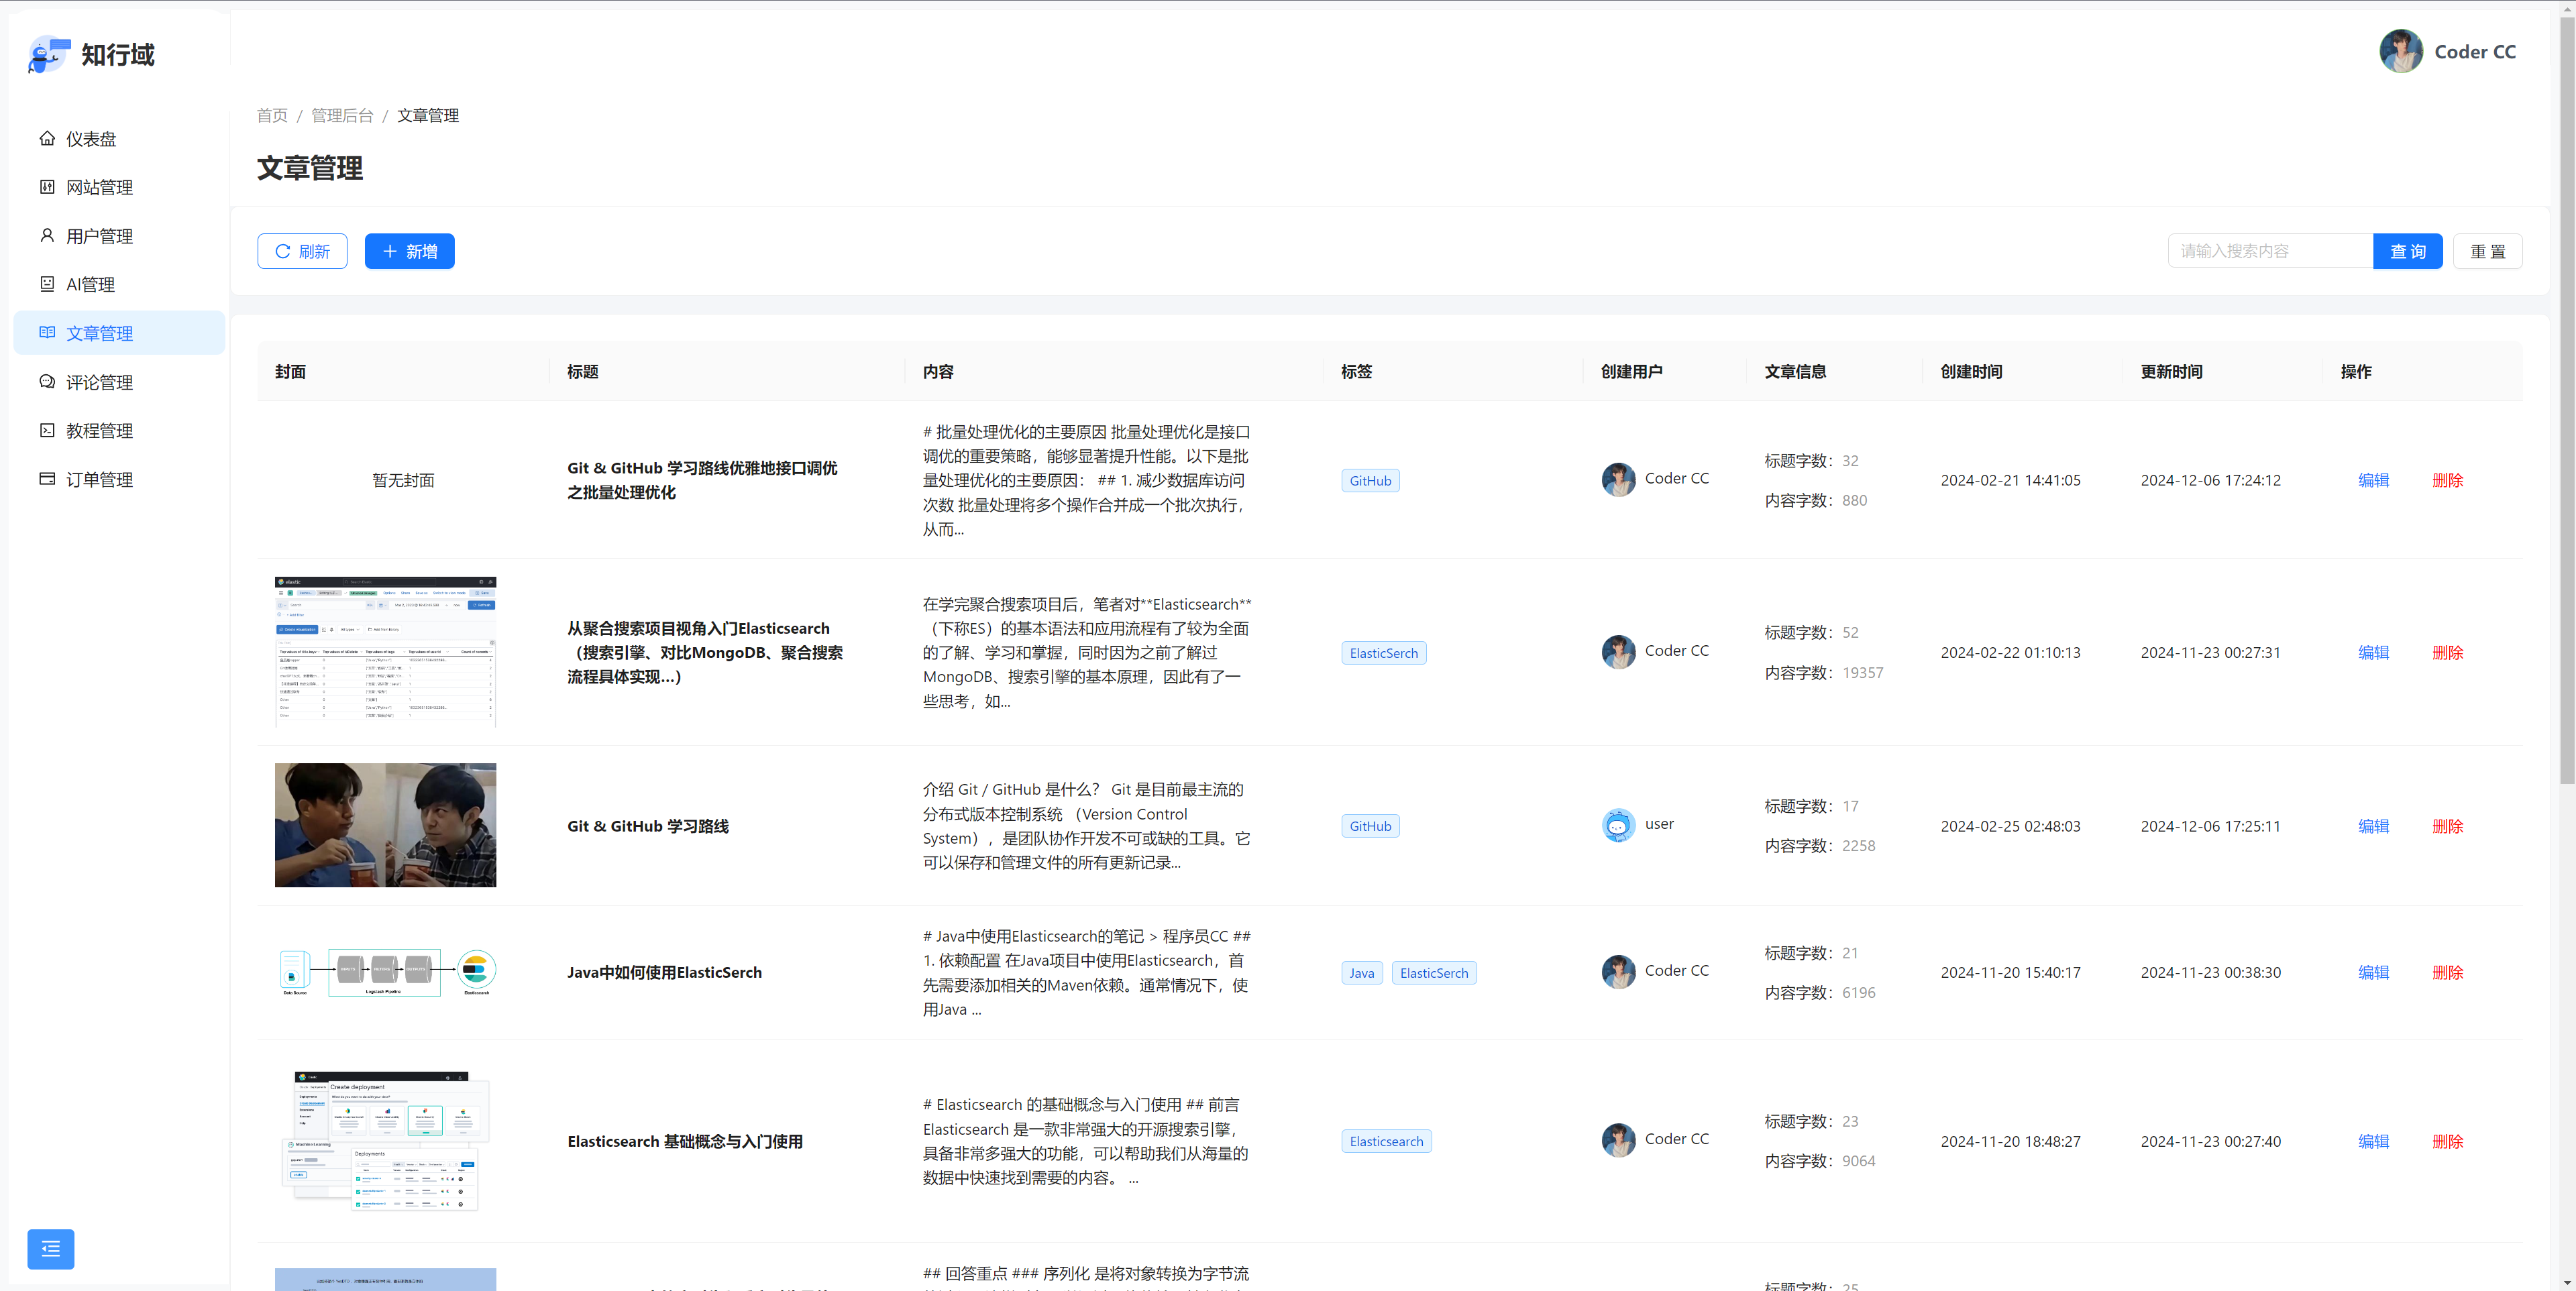 知行域
Coder CC
首页 / 管理后台 / 文章管理
文章管理
仪表盘
网站管理
用户管理
AI管理
文章管理
评论管理
教程管理
订单管理
刷新
新增
请输入搜索内容
查 询
重 置
封面 标题 内容 标签 创建用户 文章信息 创建时间 更新时间 操作
暂无封面
Git & GitHub 学习路线优雅地接口调优
之批量处理优化
# 批量处理优化的主要原因 批量处理优化是接口
调优的重要策略，能够显著提升性能。以下是批
量处理优化的主要原因： ## 1. 减少数据库访问
次数 批量处理将多个操作合并成一个批次执行，
从而...
GitHub
Coder CC
标题字数：32
内容字数：880
2024-02-21 14:41:05
2024-12-06 17:24:12
编辑
删除
elastic
从聚合搜索项目视角入门Elasticsearch
（搜索引擎、对比MongoDB、聚合搜索
流程具体实现...）
在学完聚合搜索项目后，笔者对**Elasticsearch**
（下称ES）的基本语法和应用流程有了较为全面
的了解、学习和掌握，同时因为之前了解过
MongoDB、搜索引擎的基本原理，因此有了一
些思考，如...
ElasticSerch
Coder CC
标题字数：52
内容字数：19357
2024-02-22 01:10:13
2024-11-23 00:27:31
编辑
删除
Git & GitHub 学习路线
介绍 Git / GitHub 是什么？ Git 是目前最主流的
分布式版本控制系统 （Version Control
System），是团队协作开发不可或缺的工具。它
可以保存和管理文件的所有更新记录...
GitHub
user
标题字数：17
内容字数：2258
2024-02-25 02:48:03
2024-12-06 17:25:11
编辑
删除
Data Source
Logstash Pipeline
Elasticsearch
Java中如何使用ElasticSerch
# Java中使用Elasticsearch的笔记 > 程序员CC ##
1. 依赖配置 在Java项目中使用Elasticsearch，首
先需要添加相关的Maven依赖。通常情况下，使
用Java ...
Java
ElasticSerch
Coder CC
标题字数：21
内容字数：6196
2024-11-20 15:40:17
2024-11-23 00:38:30
编辑
删除
Create deployment
Machine Learning
Deployments
Elasticsearch 基础概念与入门使用
# Elasticsearch 的基础概念与入门使用 ## 前言
Elasticsearch 是一款非常强大的开源搜索引擎，
具备非常多强大的功能，可以帮助我们从海量的
数据中快速找到需要的内容。 ...
Elasticsearch
Coder CC
标题字数：23
内容字数：9064
2024-11-20 18:48:27
2024-11-23 00:27:40
编辑
删除
## 回答重点 ### 序列化 是将对象转换为字节流
标题字数：25